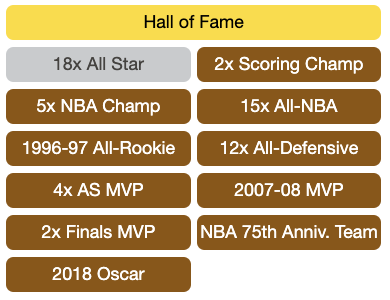 Hall of Fame
18x All Star
2x Scoring Champ
5x NBA Champ
15x All-NBA
1996-97 All-Rookie
12x All-Defensive
4x AS MVP
2007-08 MVP
2x Finals MVP
NBA 75th Anniv. Team
2018 Oscar